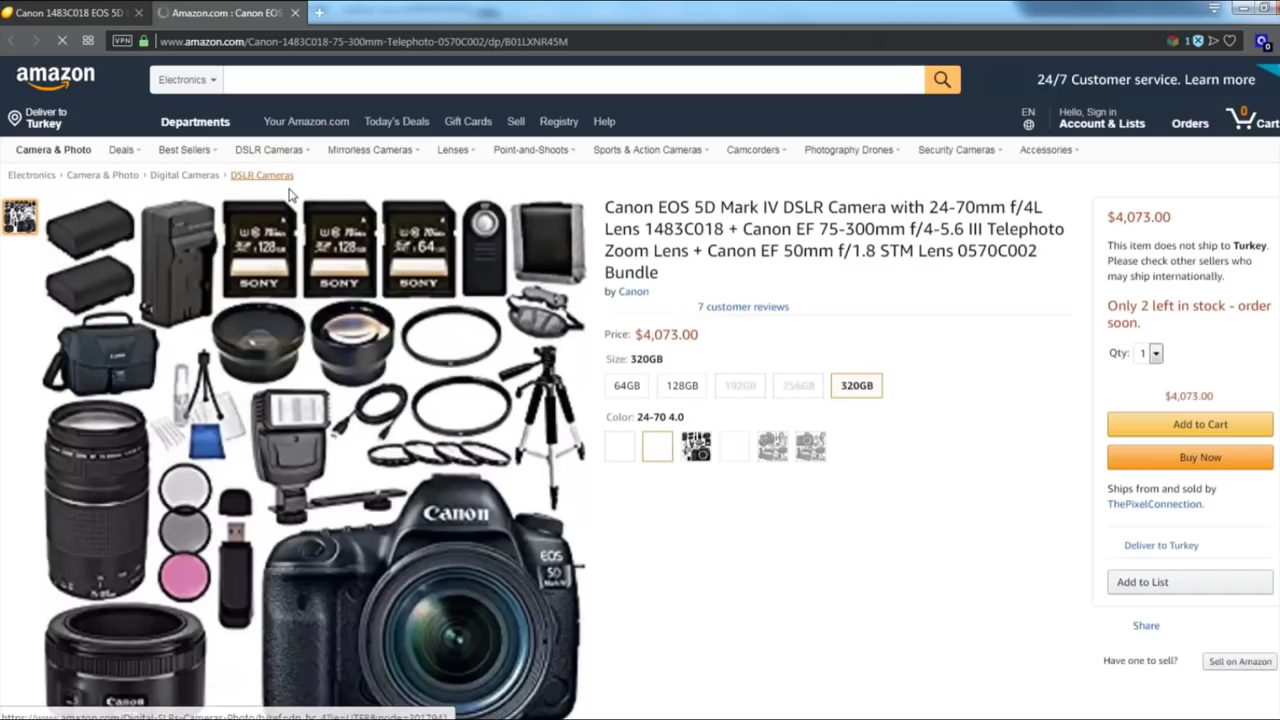 Canon 1483C018 EOS 5D
Amazon.com : Canon EOS
VPN
www.amazon.com/Canon-1483C018-75-300mm-Telephoto-0570C002/dp/B01LXNR45M
1
0
amazon
Electronics
24/7 Customer service. Learn more
Deliver to
Turkey
Departments
Your Amazon.com
Today's Deals
Gift Cards
Sell
Registry
Help
EN
Hello, Sign in
Account & Lists
Orders
0
Cart
Camera & Photo
Deals
Best Sellers
DSLR Cameras
Mirrorless Cameras
Lenses
Point-and-Shoots
Sports & Action Cameras
Camcorders
Photography Drones
Security Cameras
Accessories
Electronics › Camera & Photo › Digital Cameras › DSLR Cameras
128
SONY
128
SONY
64
SONY
Canon
EOS
5D
Mark IV
Canon
Canon EOS 5D Mark IV DSLR Camera with 24-70mm f/4L
Lens 1483C018 + Canon EF 75-300mm f/4-5.6 III Telephoto
Zoom Lens + Canon EF 50mm f/1.8 STM Lens 0570C002
Bundle
by Canon
7 customer reviews
Price: $4,073.00
Size: 320GB
64GB
128GB
192GB
256GB
320GB
Color: 24-70 4.0
$4,073.00
This item does not ship to Turkey.
Please check other sellers who
may ship internationally.
Only 2 left in stock - order
soon.
Qty: 1
$4,073.00
Add to Cart
Buy Now
Ships from and sold by
ThePixelConnection.
Deliver to Turkey
Add to List
Share
Have one to sell?
Sell on Amazon